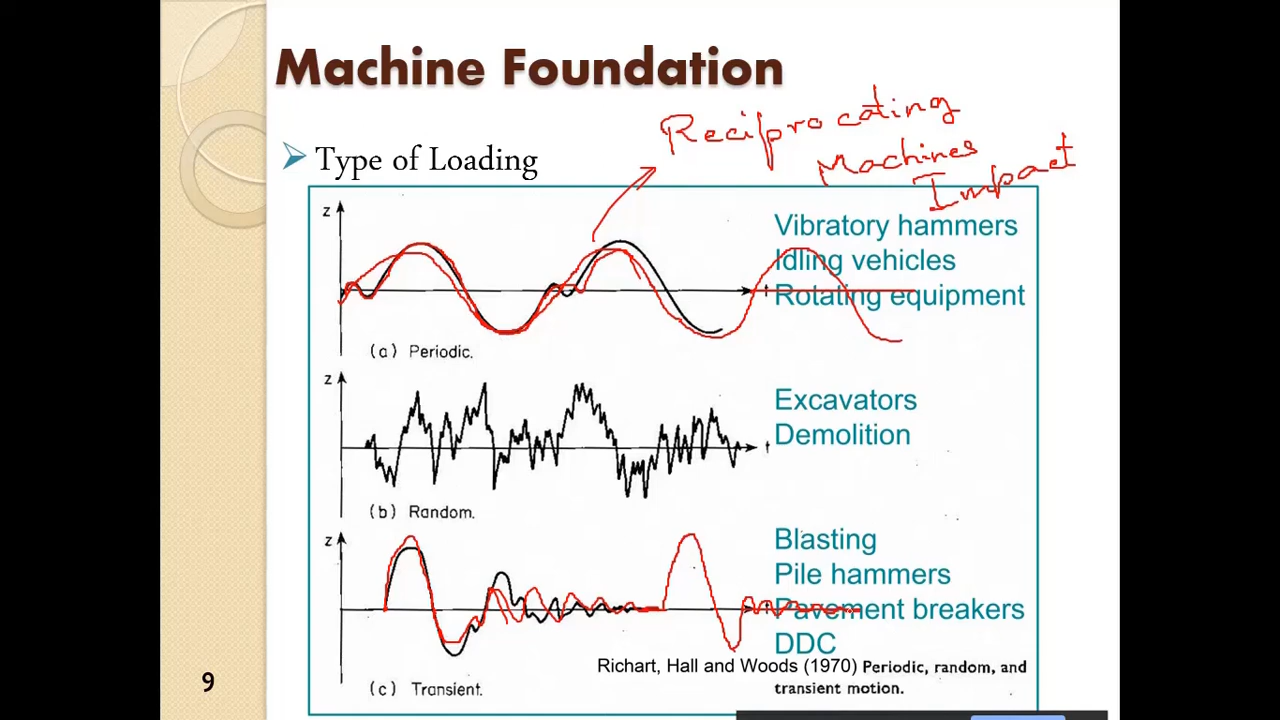 Machine Foundation
Reciprocating
Machines
Impact
Type of Loading
z
Vibratory hammers
Idling vehicles
t
Rotating equipment
(a) Periodic.
z
Excavators
Demolition
t
(b) Random.
z
Blasting
Pile hammers
t
Pavement breakers
DDC
Richart, Hall and Woods (1970) Periodic, random, and
transient motion.
(c) Transient.
9